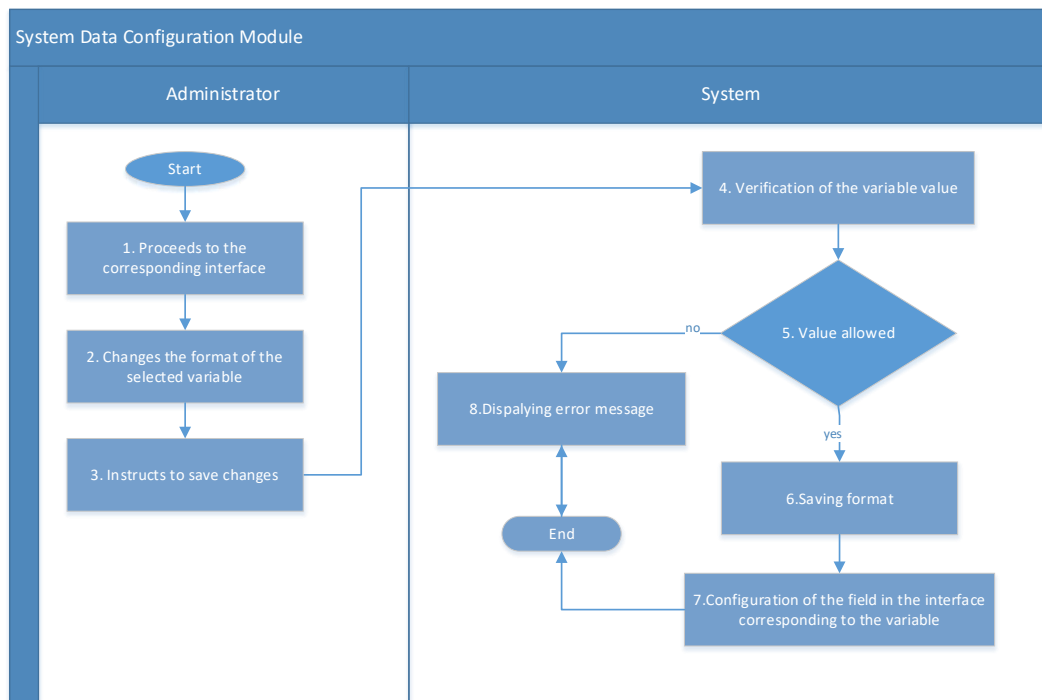 System Data Configuration Module
Administrator
System
Start
1. Proceeds to the
corresponding interface
2. Changes the format of the
selected variable
3. Instructs to save changes
4. Verification of the variable value
5. Value allowed
no
yes
8.Dispalying error message
6.Saving format
End
7.Configuration of the field in the interface
corresponding to the variable